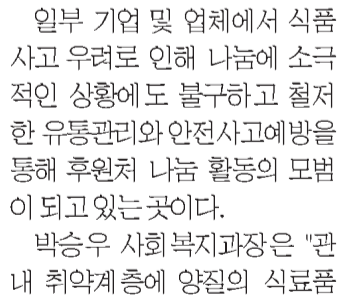 일부 기업 및 업체에서 식품
사고 우려로 인해 나눔에 소극
적인 상황에도 불구하고 철저
한 유통관리와 안전사고예방을
통해 후원처 나눔 활동의 모범
이 되고 있는 곳이다.
박승우 사회복지과장은 "관
내 취약계층에 양질의 식료품